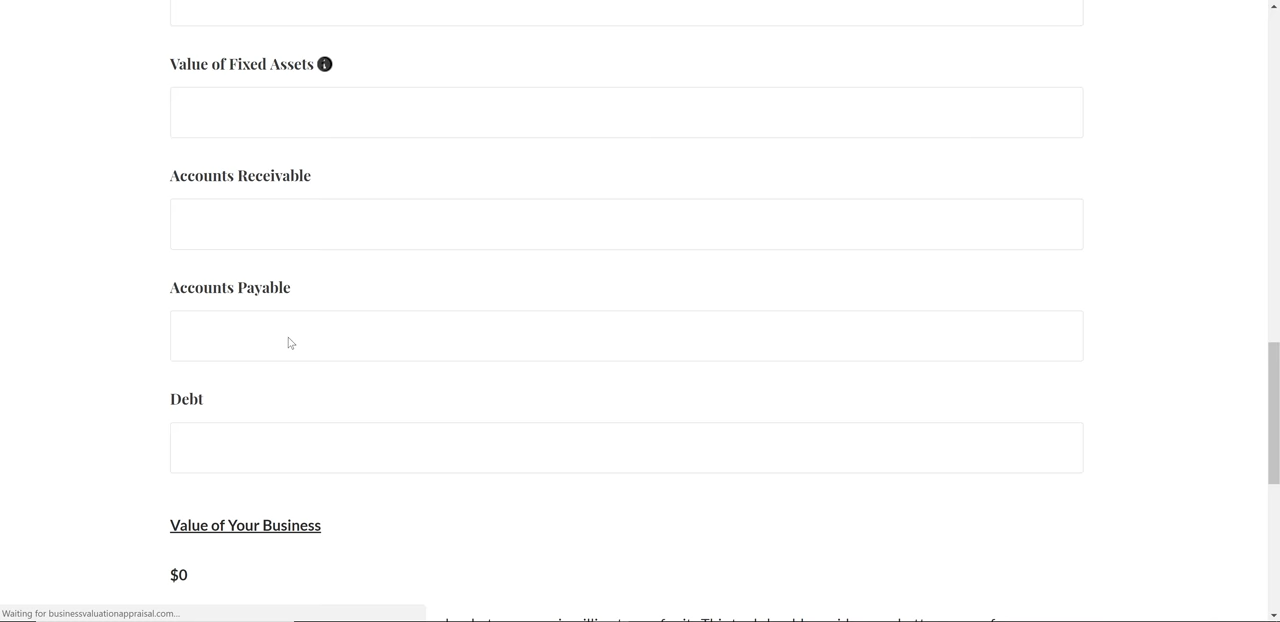 Value of Fixed Assets
Accounts Receivable
Accounts Payable
Debt
Value of Your Business
$0
Waiting for businessvaluationappraisal.com...